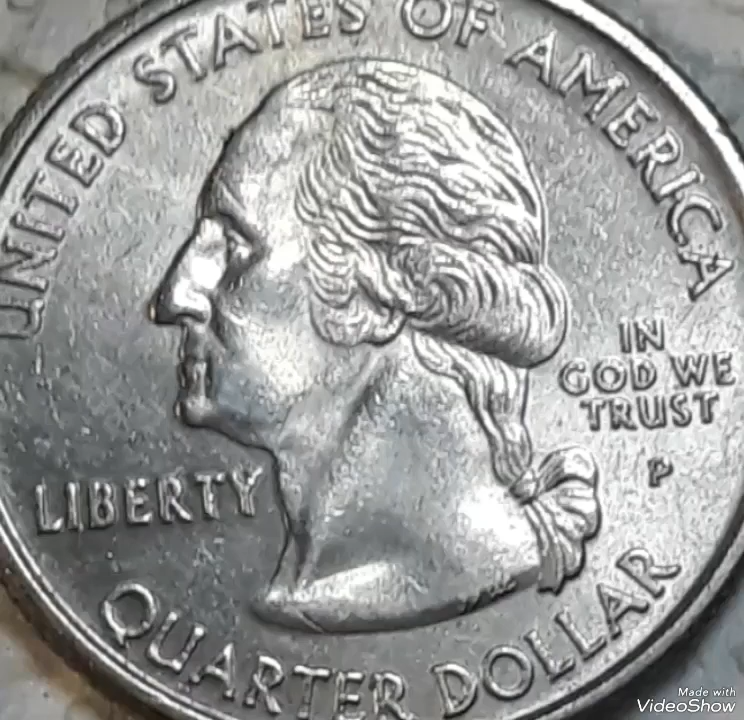 UNITED STATES OF AMERICA
IN
GOD WE
TRUST
P
LIBERTY
QUARTER DOLLAR
Made with
VideoShow